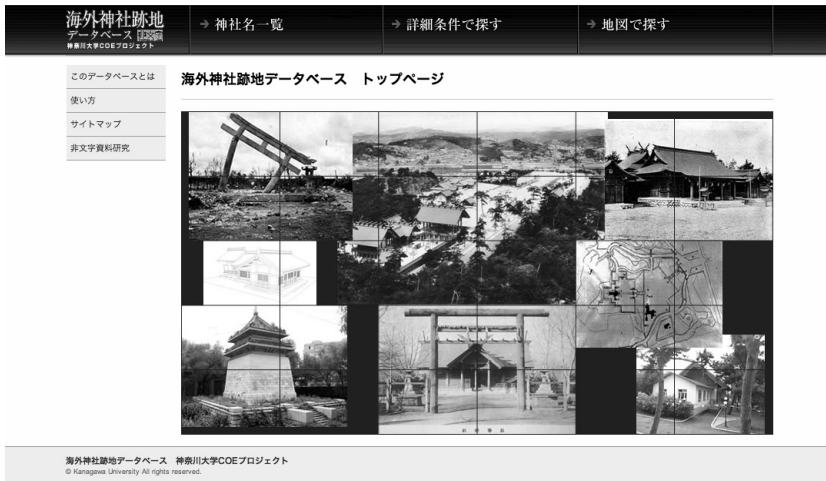 海外神社跡地
データベース
神奈川大学COEプロジェクト
神社名一覧
詳細条件で探す
地図で探す
このデータベースとは
使い方
サイトマップ
非文字資料研究
海外神社跡地データベース　トップページ
海外神社跡地データベース　神奈川大学COEプロジェクト
© Kanagawa University All rights reserved.